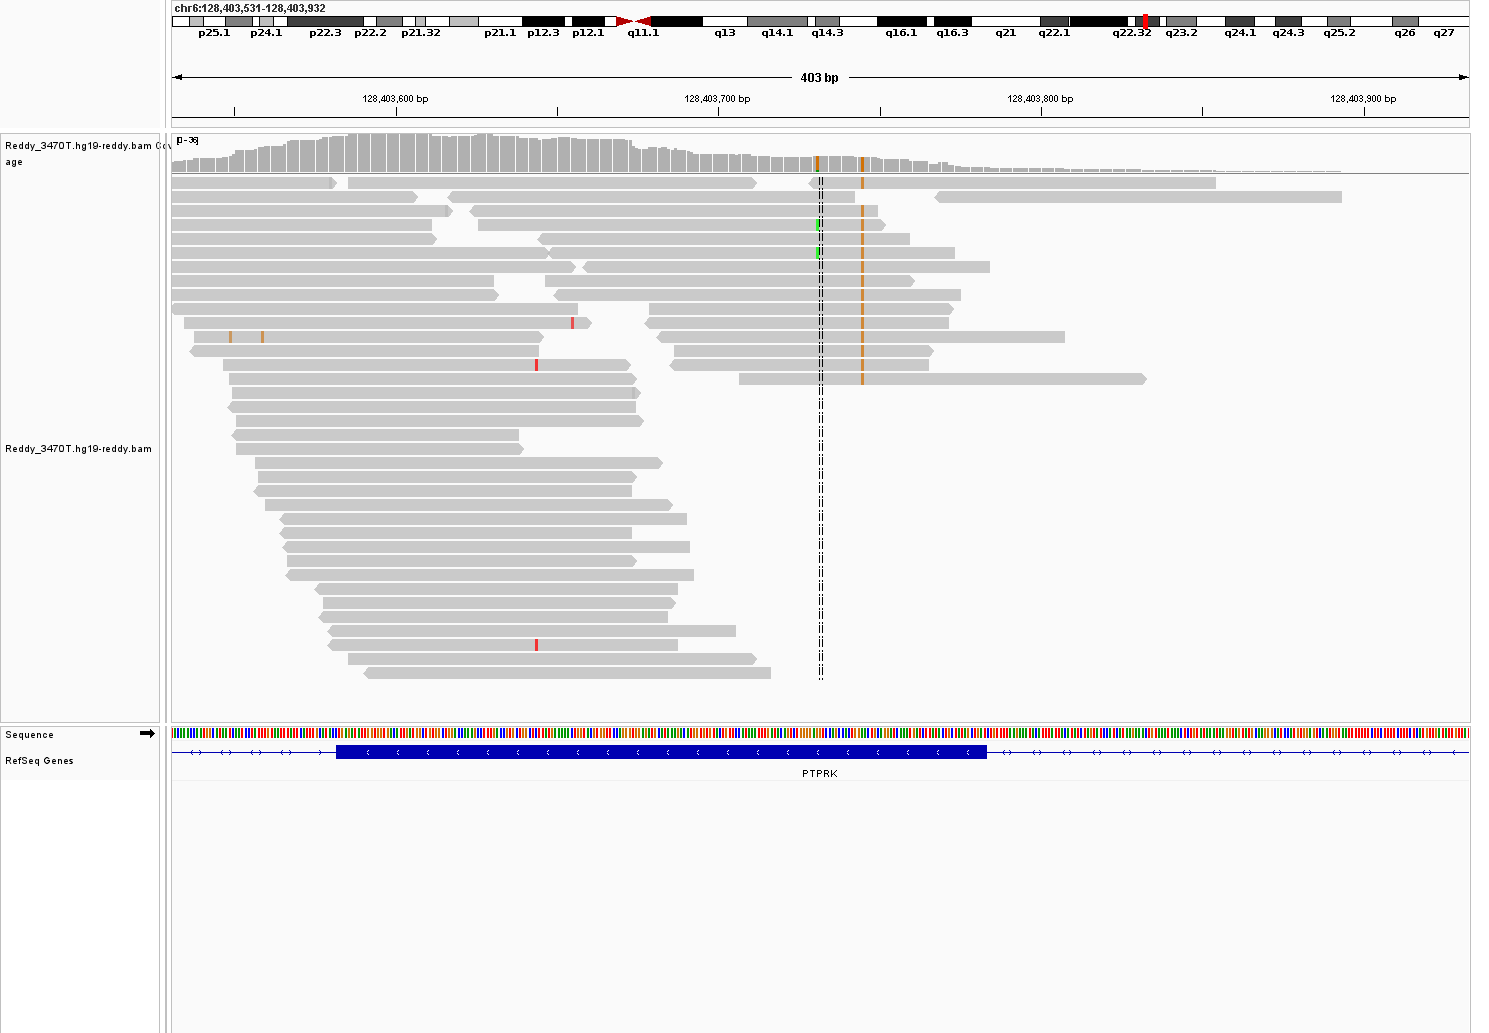 chr6:128,403,531-128,403,932
p25.1 p24.1 p22.3 p22.2 p21.32 p21.1 p12.3 p12.1 q11.1 q13 q14.1 q14.3 q16.1 q16.3 q21 q22.1 q22.32 q23.2 q24.1 q24.3 q25.2 q26 q27
403 bp
128,403,600 bp 128,403,700 bp 128,403,800 bp 128,403,900 bp
[0 - 36]
Reddy_3470T.hg19-reddy.bam Cov
age
Reddy_3470T.hg19-reddy.bam
Sequence
RefSeq Genes
PTPRK